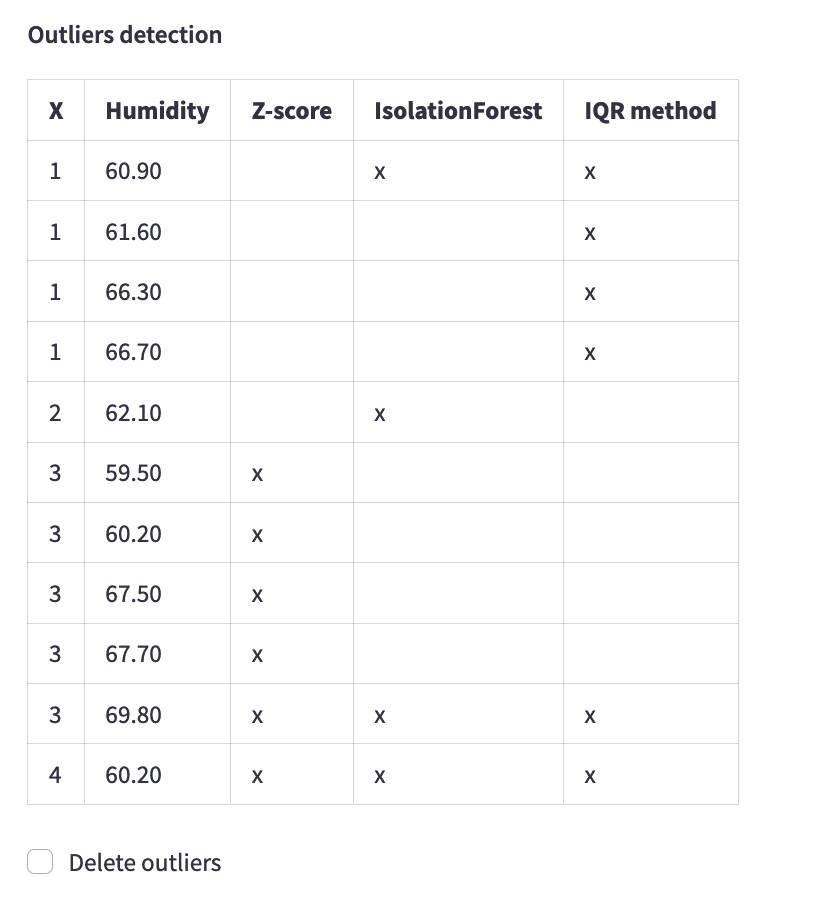 Outliers detection
X Humidity Z-score IsolationForest IQR method
1 60.90 x x
1 61.60 x
1 66.30 x
1 66.70 x
2 62.10 x
3 59.50 x
3 60.20 x
3 67.50 x
3 67.70 x
3 69.80 x x x
4 60.20 x x x
Delete outliers